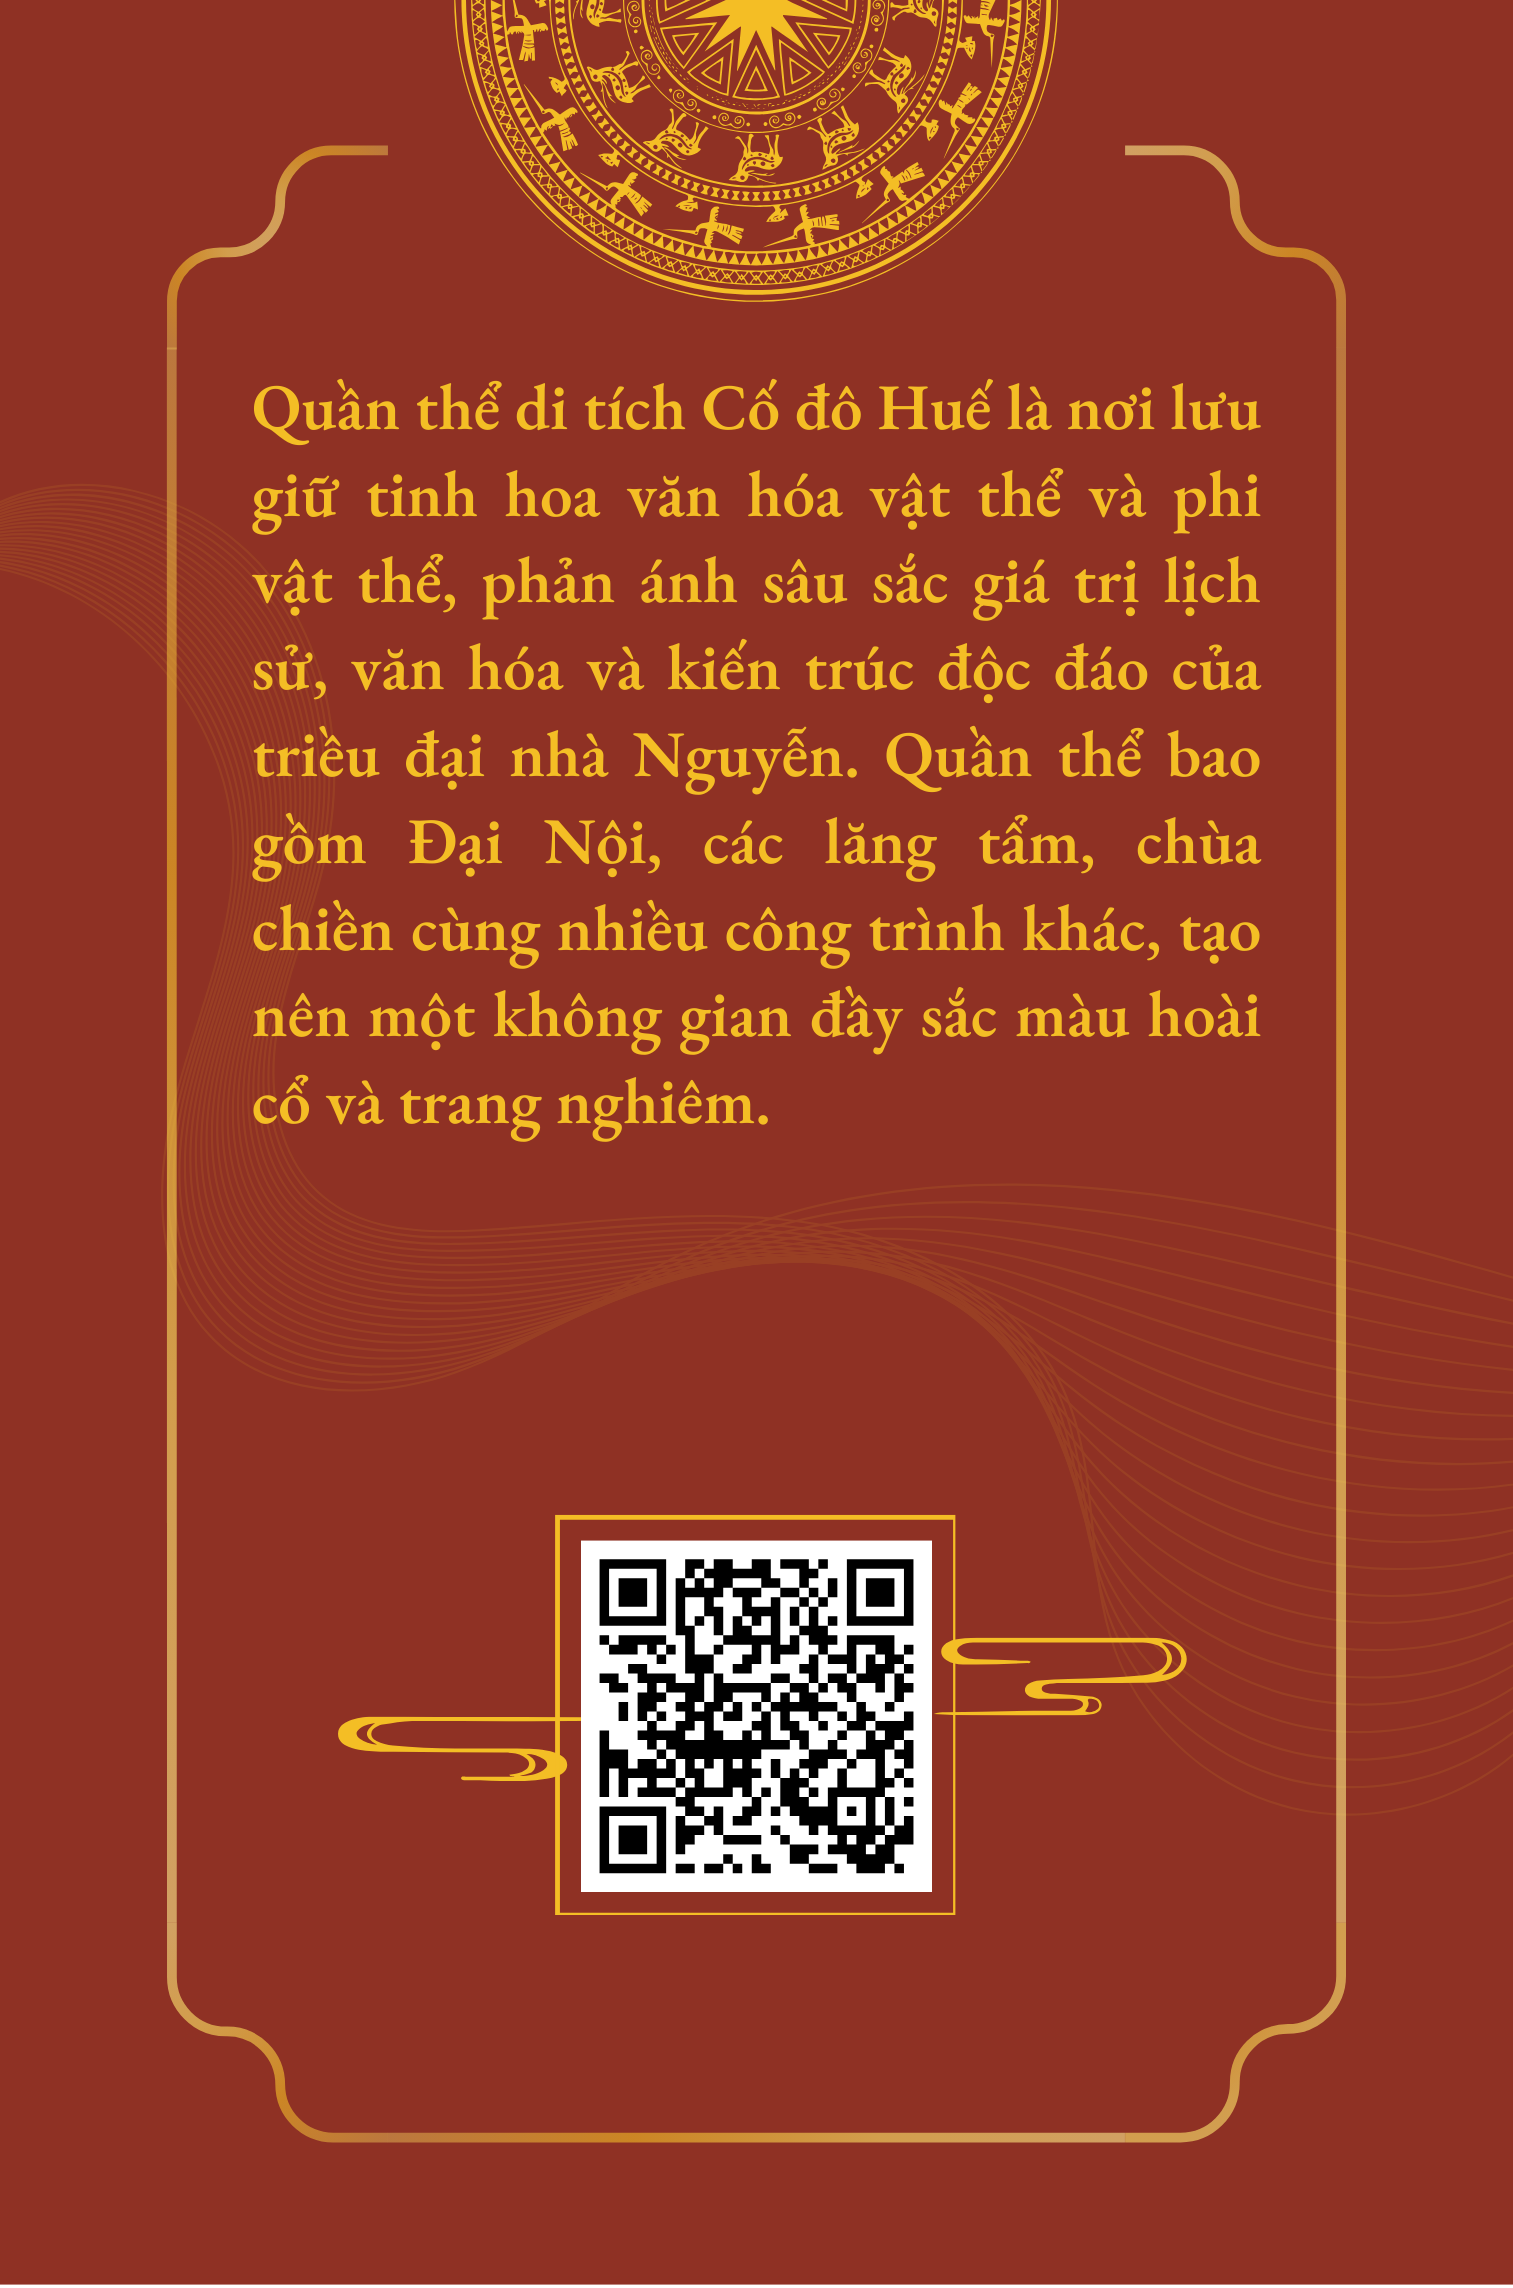 Quần thể di tích Cố đô Huế là nơi lưu
giữ tinh hoa văn hóa vật thể và phi
vật thể, phản ánh sâu sắc giá trị lịch
sử, văn hóa và kiến trúc độc đáo của
triều đại nhà Nguyễn. Quần thể bao
gồm Đại Nội, các lăng tẩm, chùa
chiền cùng nhiều công trình khác, tạo
nên một không gian đầy sắc màu hoài
cổ và trang nghiêm.